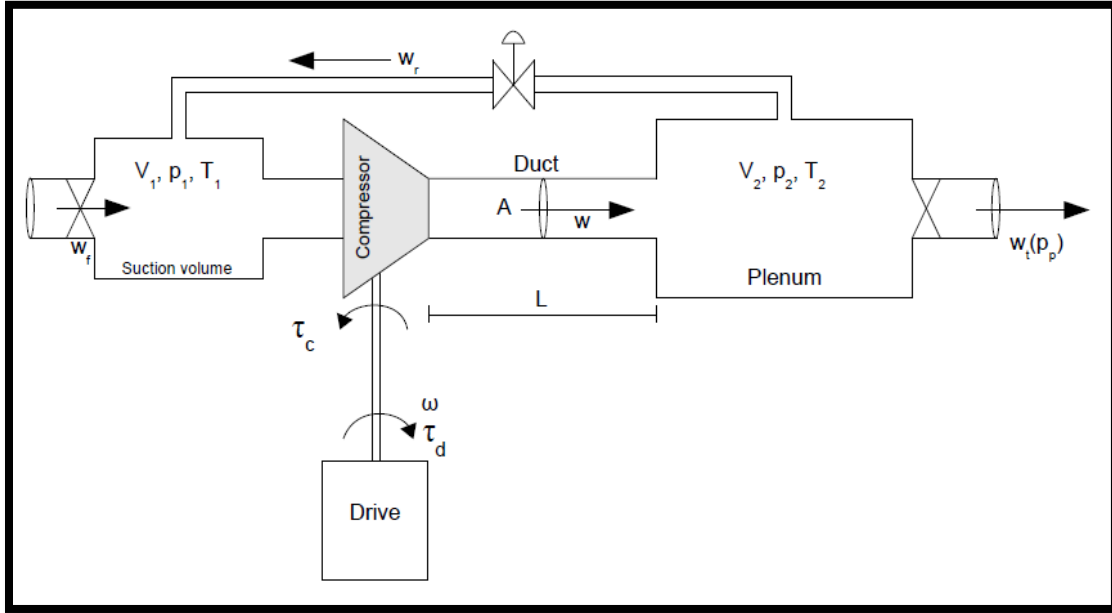 w_r
V_1, p_1, T_1
w_f
Suction volume
Compressor
Duct
A
w
L
V_2, p_2, T_2
Plenum
w_t(p_p)
τ_c
ω
τ_d
Drive